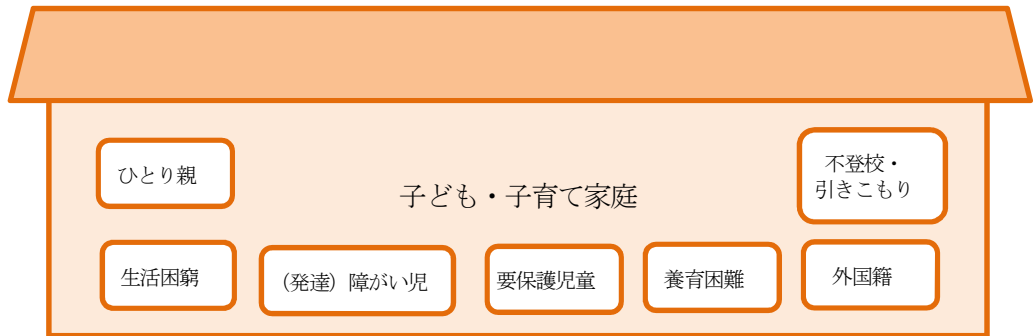 ひとり親
子ども・子育て家庭
不登校・
引きこもり
生活困窮
（発達）障がい児
要保護児童
養育困難
外国籍